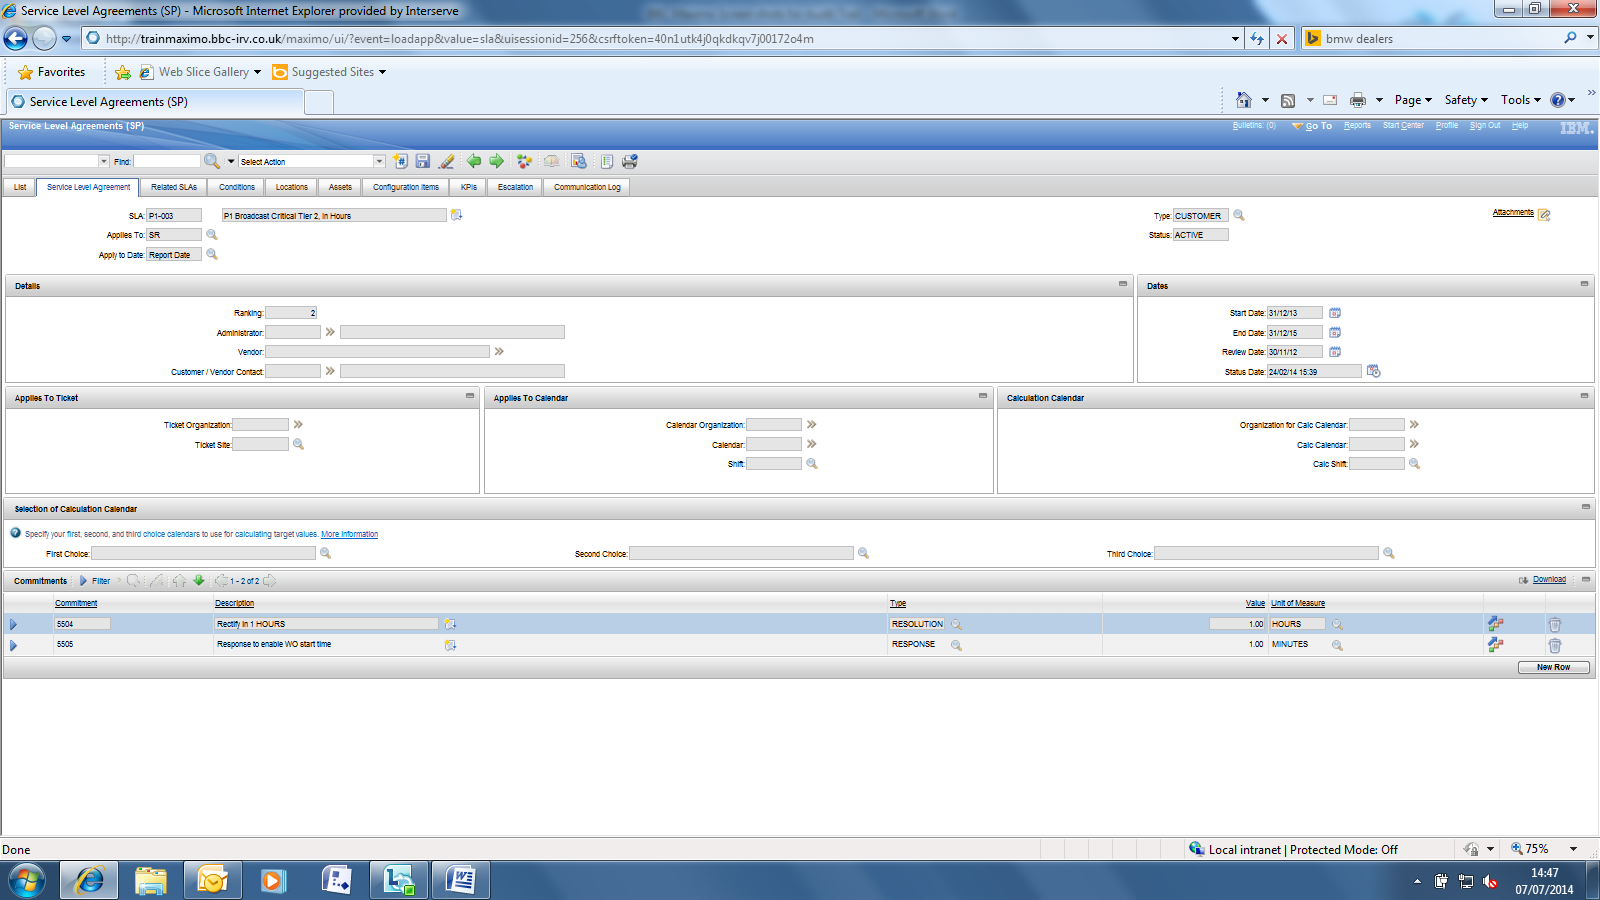 Service Level Agreements (SP) - Microsoft Internet Explorer provided by Interserve
http://trainmaximo.bbc-irv.co.uk/maximo/ui/?event=loadapp&value=sla&uisessionid=256&csrftoken=40n1utk4j0qkdkqv7j00172o4m
bmw dealers
Favorites Web Slice Gallery Suggested Sites
Service Level Agreements (SP)
Page Safety Tools
Service Level Agreements (SP) Bulletins: (0) Go To Reports Start Center Profile Sign Out Help IBM.
Find: Select Action
List Service Level Agreement Related SLAs Conditions Locations Assets Configuration Items KPIs Escalation Communication Log
SLA: P1-003 P1 Broadcast Critical Tier 2, In Hours Type: CUSTOMER Attachments
Applies To: SR Status: ACTIVE
Apply to Date: Report Date
Details Dates
Ranking: 2 Start Date: 31/12/13
Administrator: End Date: 31/12/15
Vendor: Review Date: 30/11/12
Customer / Vendor Contact: Status Date: 24/02/14 15:39
Applies To Ticket Applies To Calendar Calculation Calendar
Ticket Organization: Calendar Organization: Organization for Calc Calendar:
Ticket Site: Calendar: Calc Calendar:
Shift: Calc Shift:
Selection of Calculation Calendar
Specify your first, second, and third choice calendars to use for calculating target values. More Information
First Choice: Second Choice: Third Choice:
Commitments Filter 1 - 2 of 2 Download
Commitment Description Type Value Unit of Measure
5504 Rectify in 1 HOURS RESOLUTION 1.00 HOURS
5505 Response to enable WO start time RESPONSE 1.00 MINUTES
New Row
Done Local intranet | Protected Mode: Off 75%
14:47
07/07/2014